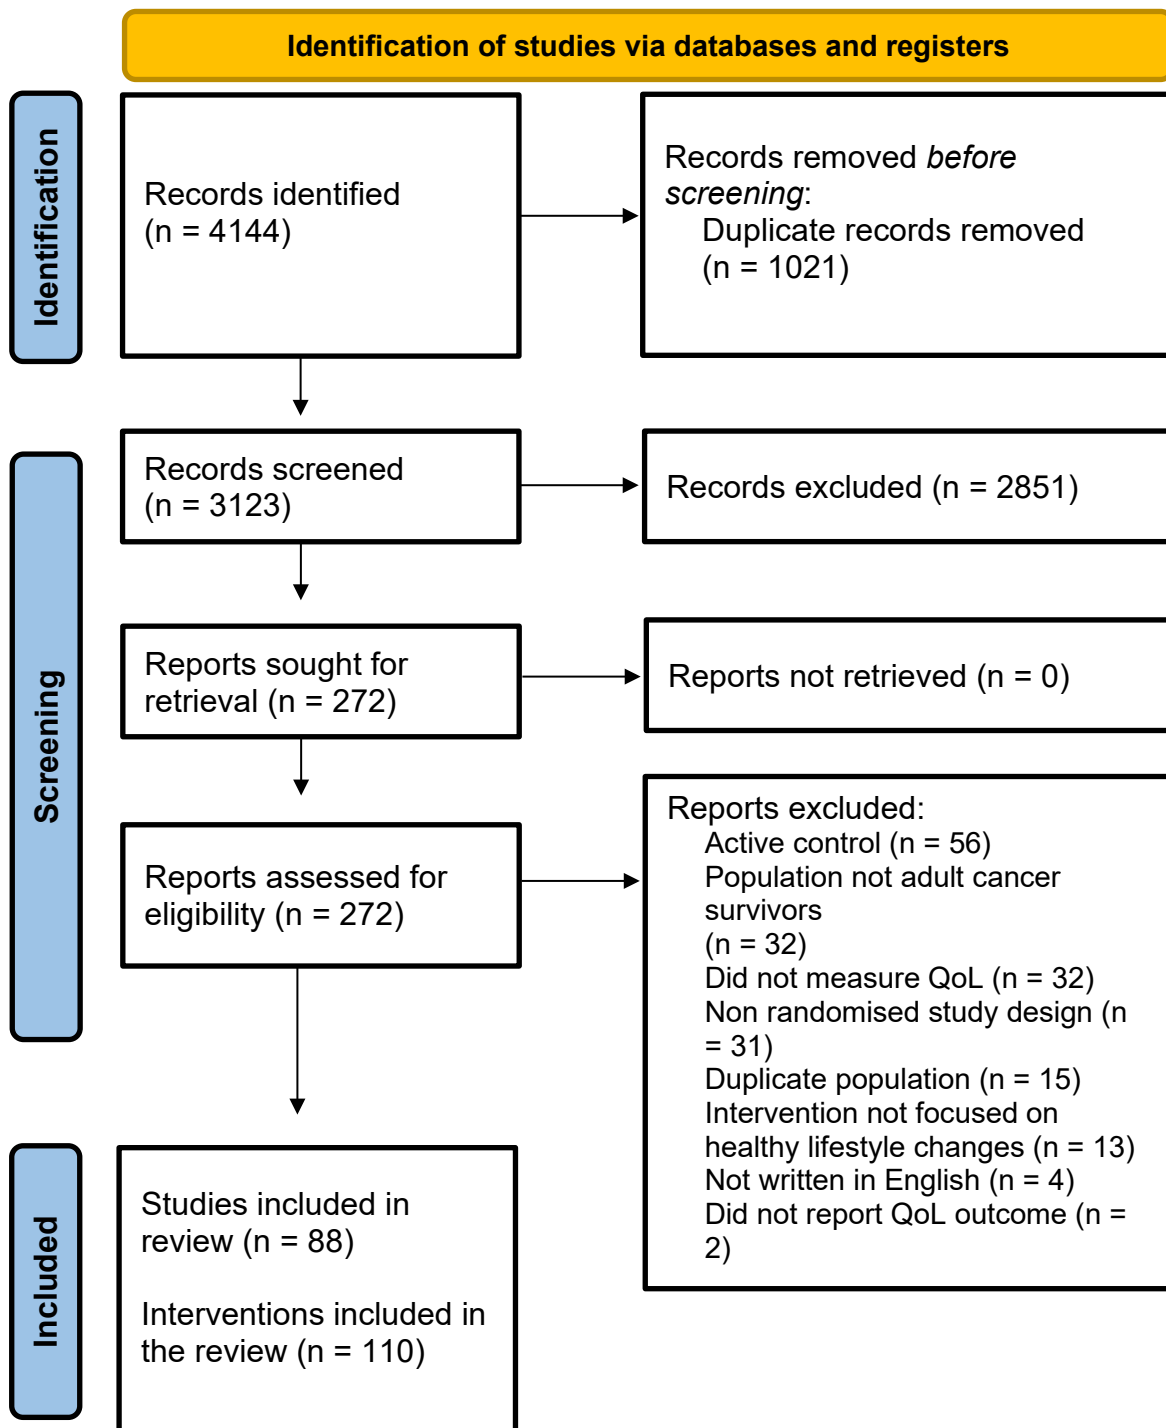 Identification of studies via databases and registers
Identification
Records identified
(n = 4144)
Records removed before
screening:
Duplicate records removed
(n = 1021)
Screening
Records screened
(n = 3123)
Records excluded (n = 2851)
Reports sought for
retrieval (n = 272)
Reports not retrieved (n = 0)
Reports assessed for
eligibility (n = 272)
Reports excluded:
Active control (n = 56)
Population not adult cancer
survivors
(n = 32)
Did not measure QoL (n = 32)
Non randomised study design (n
= 31)
Duplicate population (n = 15)
Intervention not focused on
healthy lifestyle changes (n = 13)
Not written in English (n = 4)
Did not report QoL outcome (n =
2)
Included
Studies included in
review (n = 88)
Interventions included in
the review (n = 110)